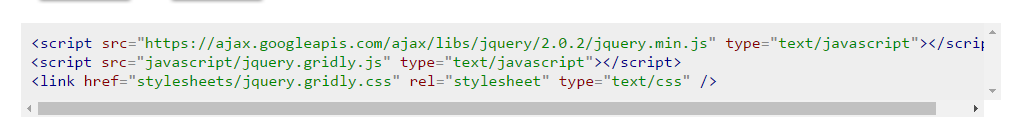 <script src="https://ajax.googleapis.com/ajax/libs/jquery/2.0.2/jquery.min.js" type="text/javascript"></scrip
<script src="javascript/jquery.gridly.js" type="text/javascript"></script>
<link href="stylesheets/jquery.gridly.css" rel="stylesheet" type="text/css" />